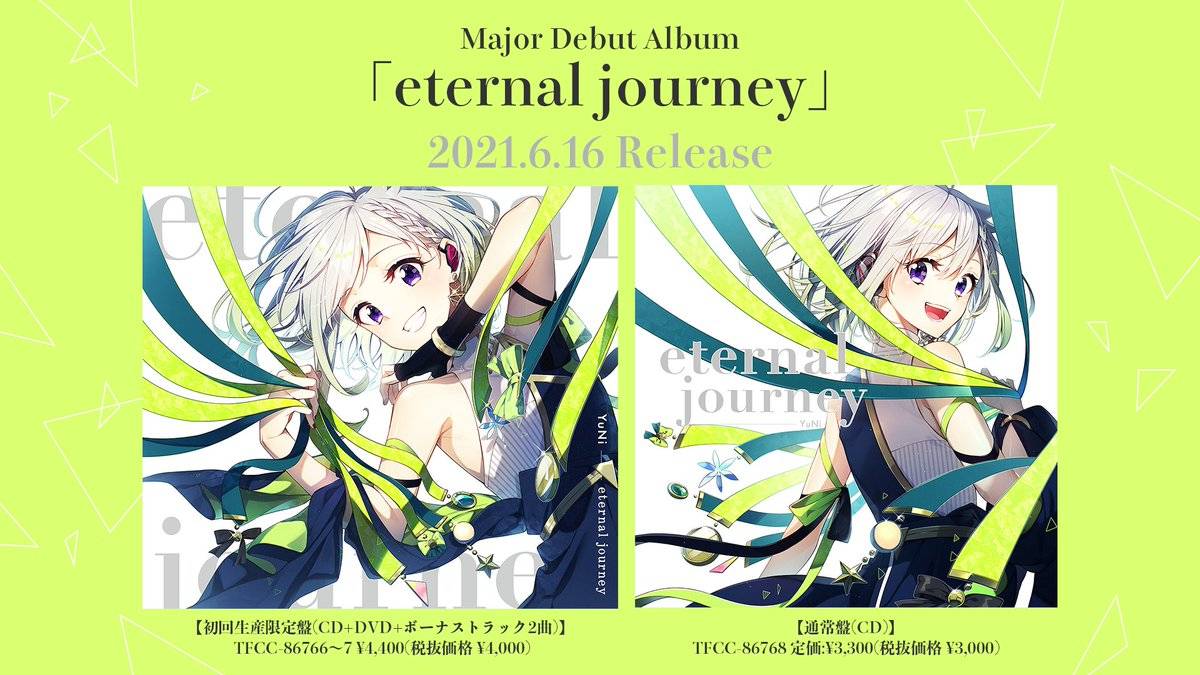 Major Debut Album
「eternal journey」
2021.6.16 Release
eternal
journey
YuNi — eternal journey
eternal
journey
YuNi
【初回生産限定盤(CD+DVD+ボーナストラック2曲)】
TFCC-86766〜7 ¥4,400(税抜価格 ¥4,000)
【通常盤(CD)】
TFCC-86768 定価:¥3,300(税抜価格 ¥3,000)